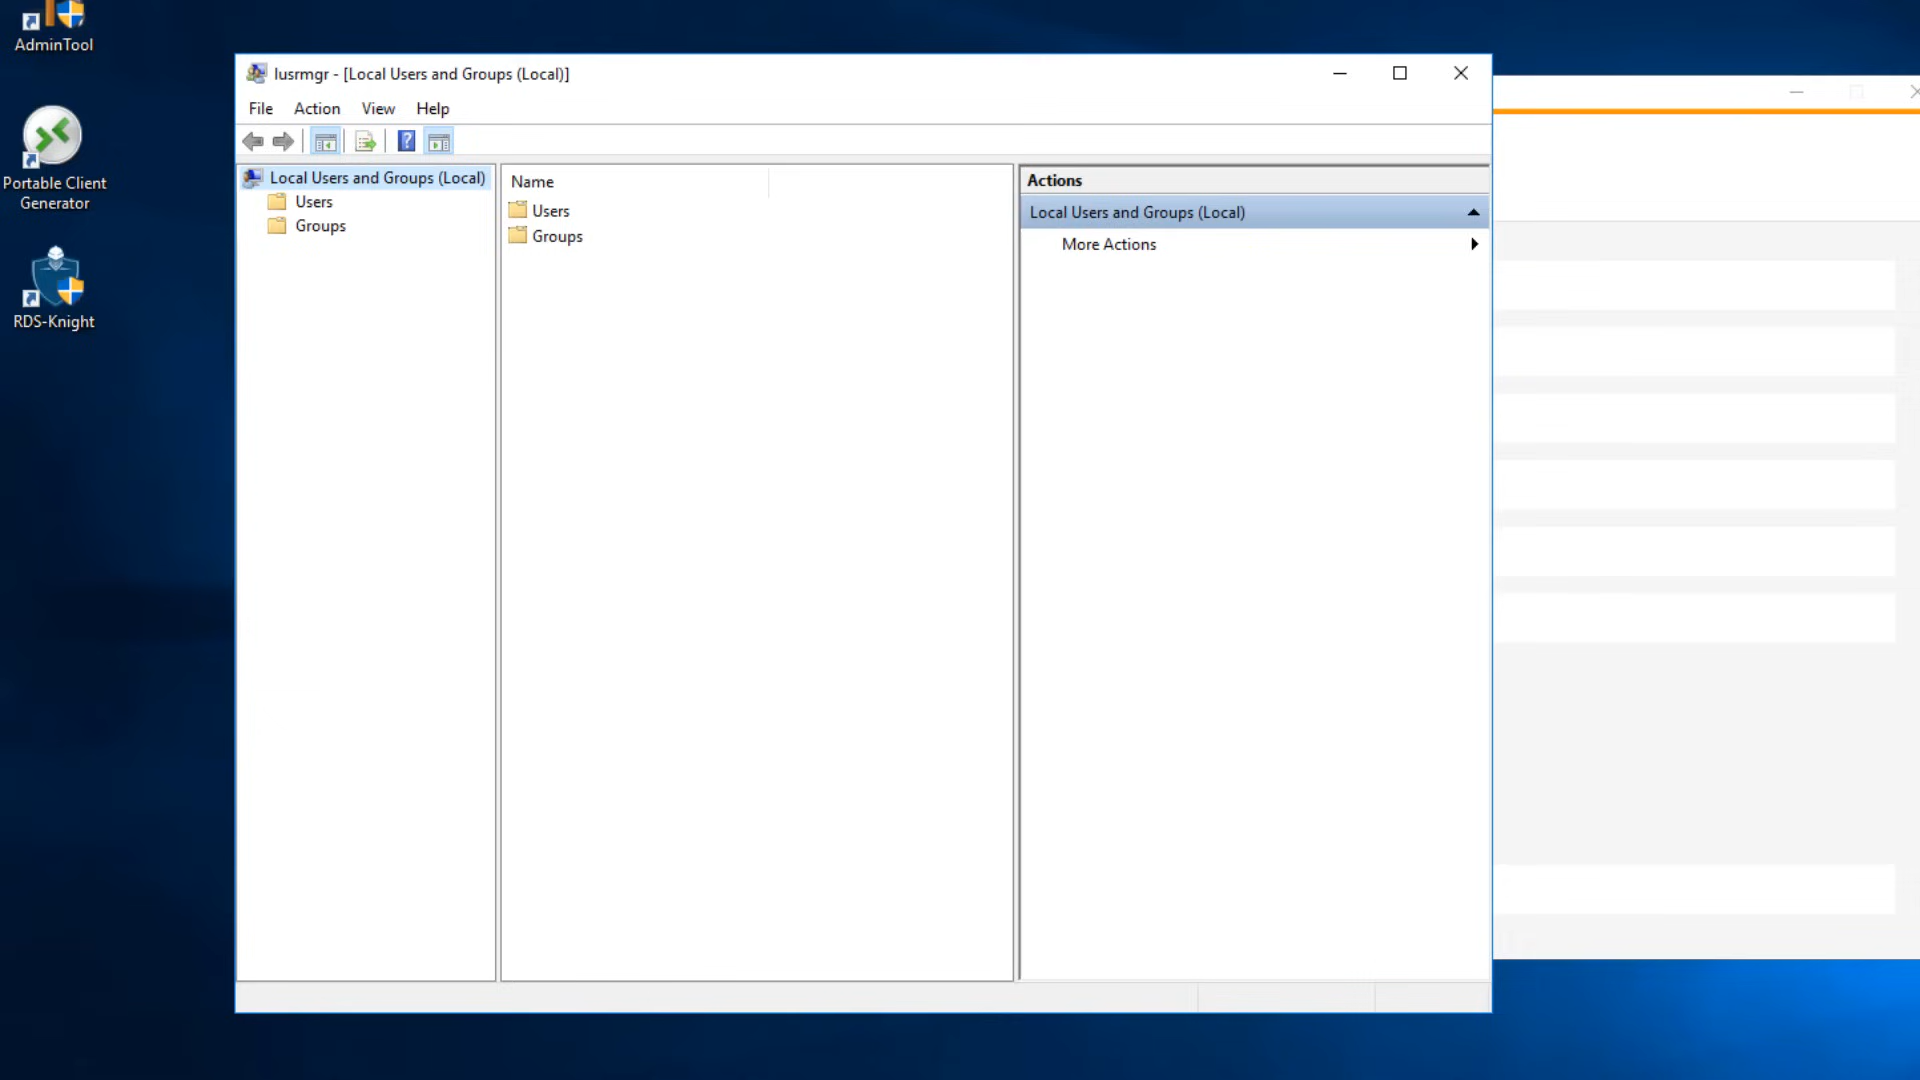 AdminTool
Portable Client
Generator
RDS-Knight
lusrmgr - [Local Users and Groups (Local)]
File Action View Help
Local Users and Groups (Local)
Users
Groups
Name
Users
Groups
Actions
Local Users and Groups (Local)
More Actions